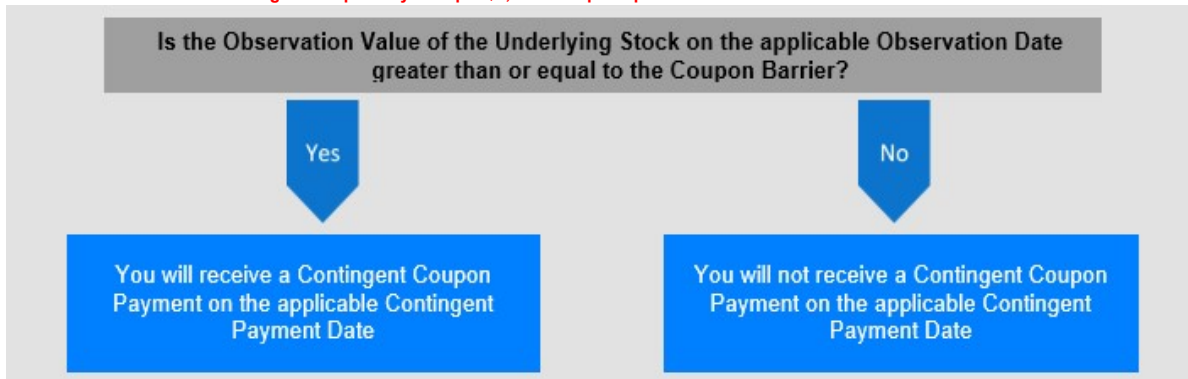 Is the Observation Value of the Underlying Stock on the applicable Observation Date
greater than or equal to the Coupon Barrier?
Yes
No
You will receive a Contingent Coupon
Payment on the applicable Contingent
Payment Date
You will not receive a Contingent Coupon
Payment on the applicable Contingent
Payment Date